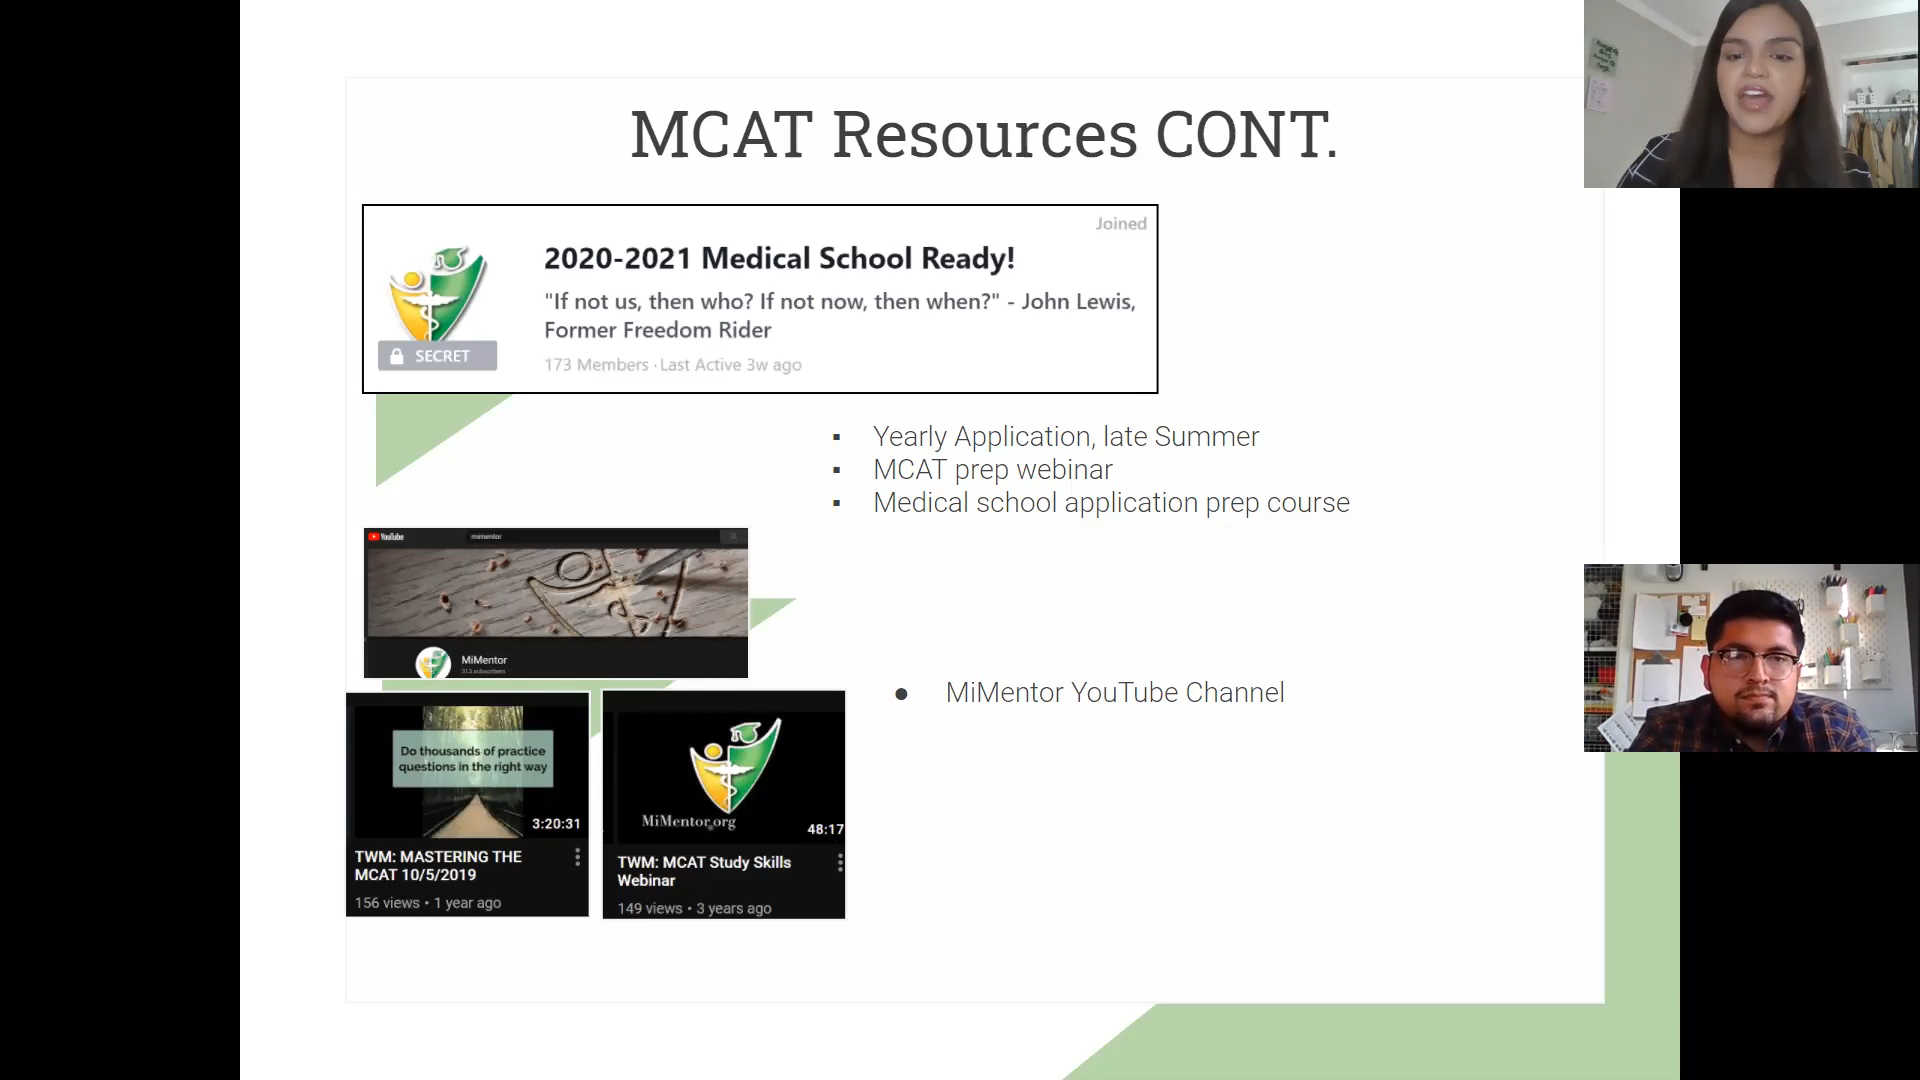 MCAT Resources CONT.
Joined
2020-2021 Medical School Ready!
"If not us, then who? If not now, then when?" - John Lewis,
Former Freedom Rider
SECRET
173 Members · Last Active 3w ago
▪ Yearly Application, late Summer
▪ MCAT prep webinar
▪ Medical school application prep course
YouTube
mimentor
MiMentor
313 subscribers
● MiMentor YouTube Channel
Do thousands of practice
questions in the right way
3:20:31
TWM: MASTERING THE
MCAT 10/5/2019
156 views • 1 year ago
MiMentor.org
48:17
TWM: MCAT Study Skills
Webinar
149 views • 3 years ago